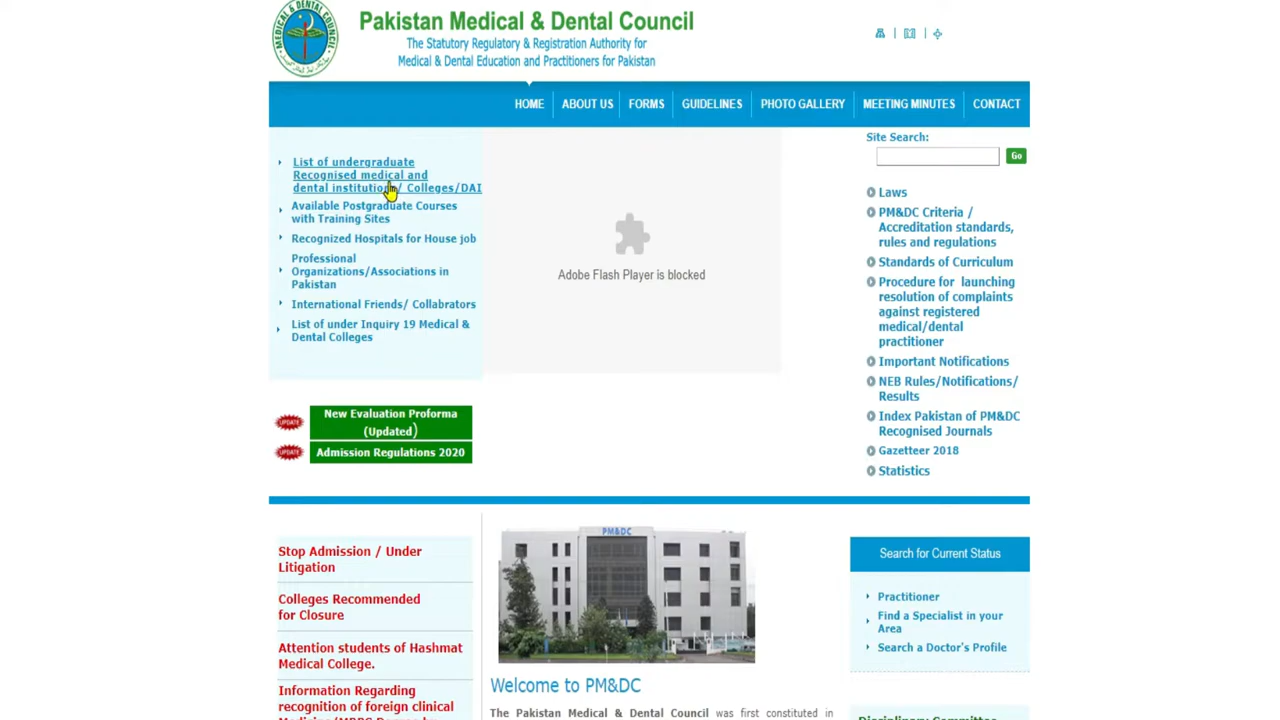 Pakistan Medical & Dental Council
The Statutory Regulatory & Registration Authority for
Medical & Dental Education and Practitioners for Pakistan
MEDICAL & DENTAL COUNCIL
HOME
ABOUT US
FORMS
GUIDELINES
PHOTO GALLERY
MEETING MINUTES
CONTACT
List of undergraduate
Recognised medical and
dental institution / Colleges/DAI
Available Postgraduate Courses
with Training Sites
Recognized Hospitals for House job
Professional
Organizations/Associations in
Pakistan
International Friends/ Collabrators
List of under Inquiry 19 Medical &
Dental Colleges
UPDATE
New Evaluation Proforma
(Updated)
UPDATE
Admission Regulations 2020
Adobe Flash Player is blocked
Site Search:
Go
Laws
PM&DC Criteria /
Accreditation standards,
rules and regulations
Standards of Curriculum
Procedure for launching
resolution of complaints
against registered
medical/dental
practitioner
Important Notifications
NEB Rules/Notifications/
Results
Index Pakistan of PM&DC
Recognised Journals
Gazetteer 2018
Statistics
Stop Admission / Under
Litigation
Colleges Recommended
for Closure
Attention students of Hashmat
Medical College.
Information Regarding
recognition of foreign clinical
PM&DC
Welcome to PM&DC
The Pakistan Medical & Dental Council was first constituted in
Search for Current Status
Practitioner
Find a Specialist in your
Area
Search a Doctor's Profile
Disciplinary Committee